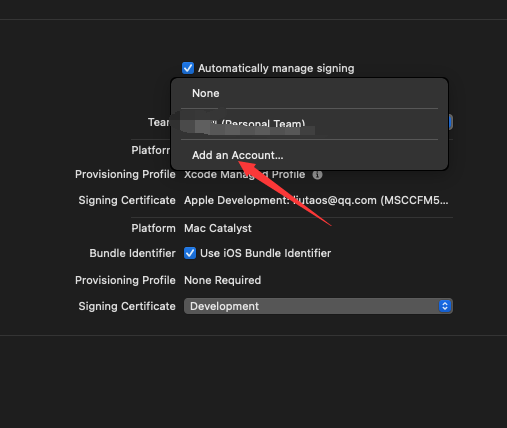 Automatically manage signing
None
Team
(Personal Team)
Add an Account...
Platform
Provisioning Profile Xcode Managed Profile
Signing Certificate Apple Development: liutaos@qq.com (MSCCFM5...
Platform Mac Catalyst
Bundle Identifier Use iOS Bundle Identifier
Provisioning Profile None Required
Signing Certificate Development